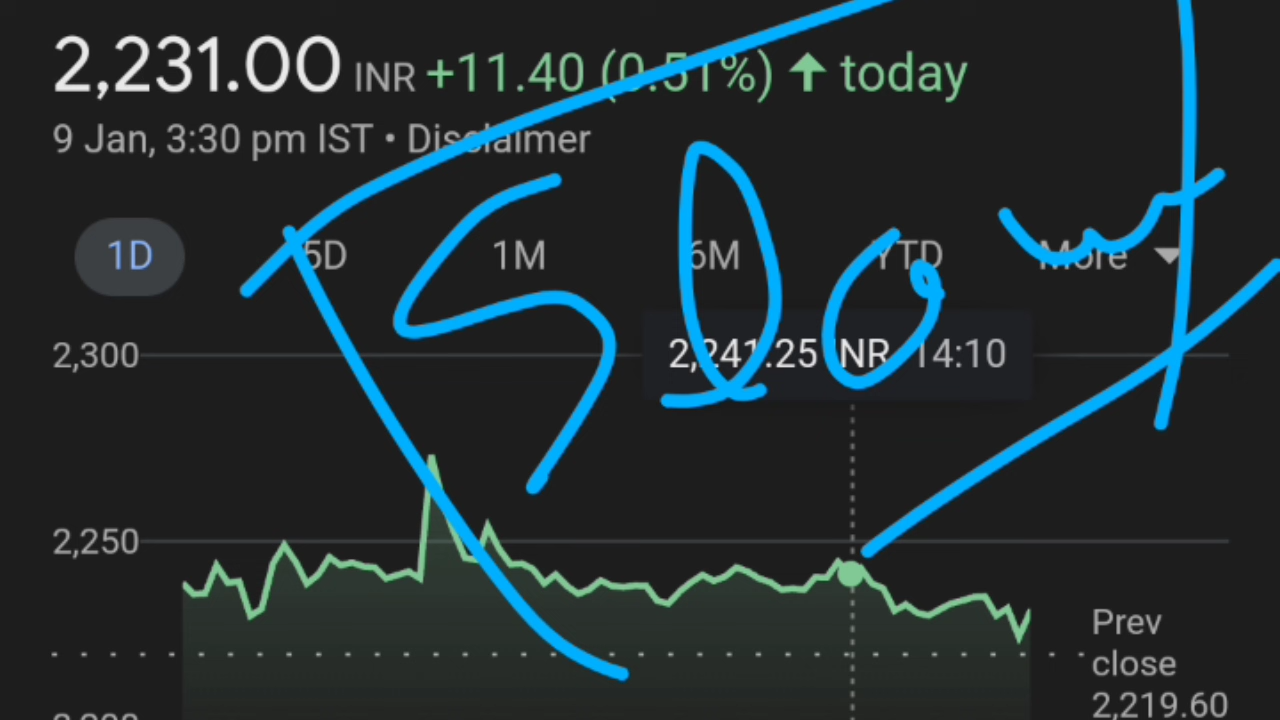 2,231.00 INR +11.40 (0.51%) ↑ today
9 Jan, 3:30 pm IST • Disclaimer
1D 5D 1M 6M YTD More
Slow
2,300
2,241.25 INR 14:10
2,250
Prev
close
2,219.60